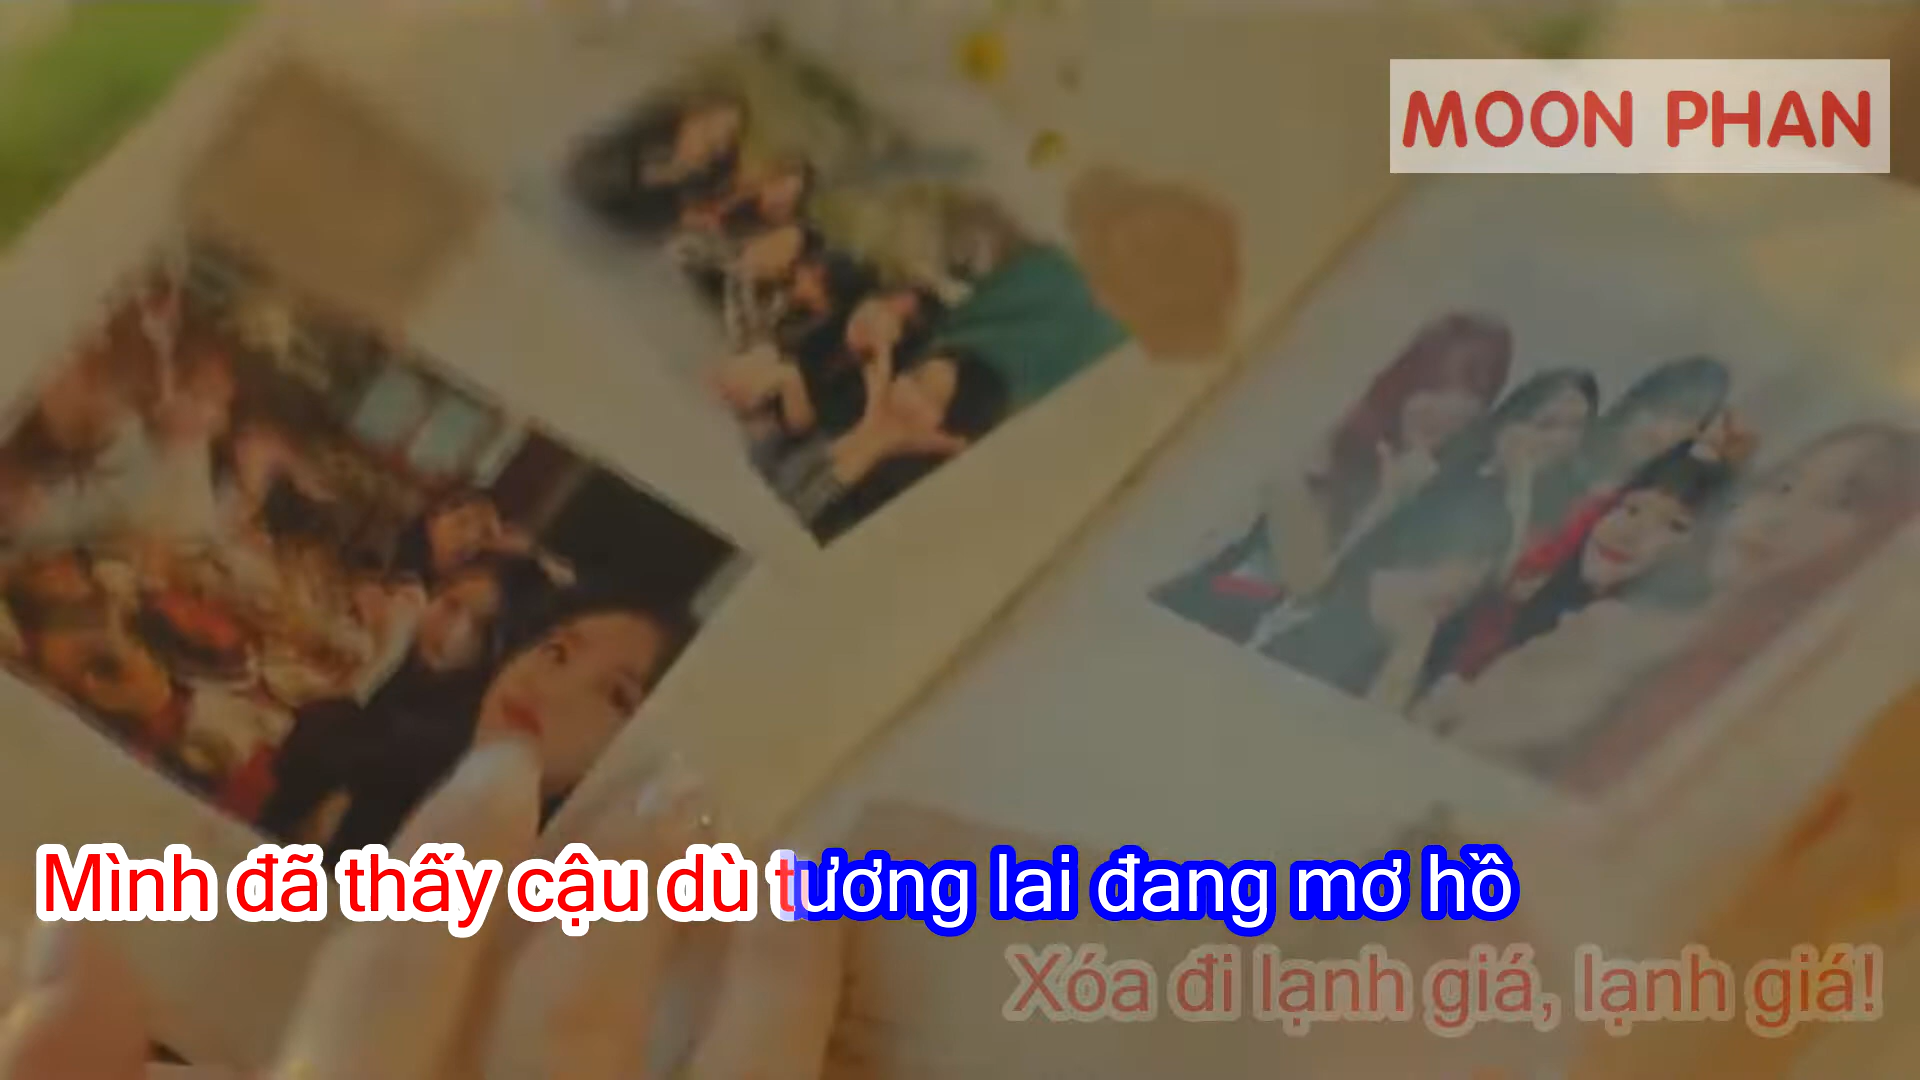 MOON PHAN
Mình đã thấy cậu dù tương lai đang mơ hồ
Xóa đi lạnh giá, lạnh giá!